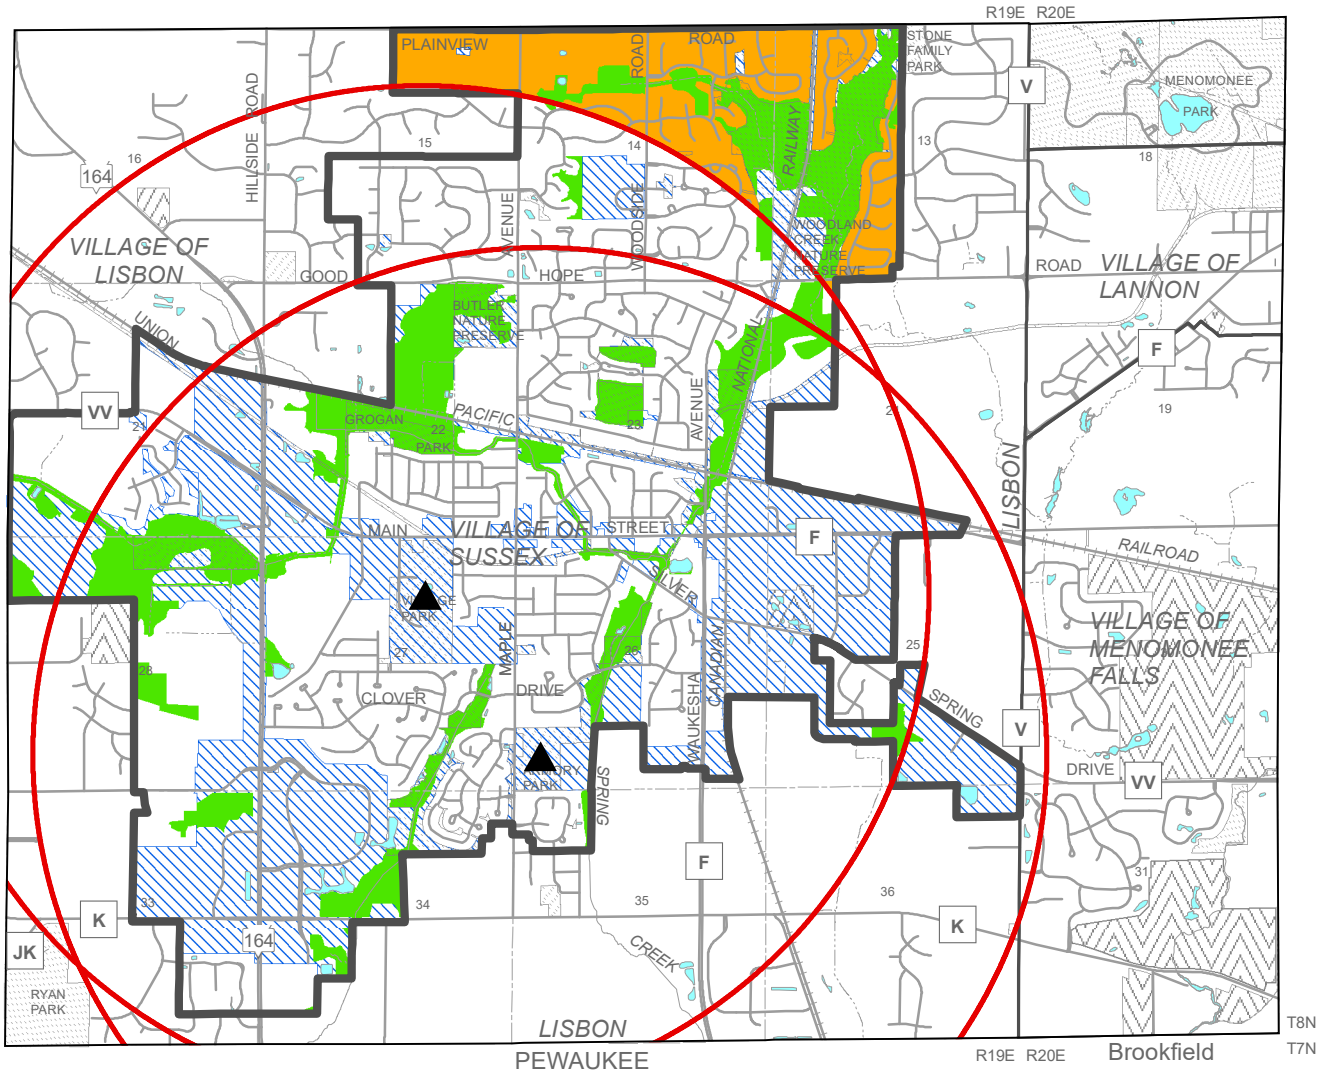 R19E R20E
PLAINVIEW
ROAD
ROAD
STONE
FAMILY
PARK
V
MENOMONEE
PARK
HILLSIDE ROAD
15
14
13
16
18
164
RAILWAY
AVENUE
WOODSIDE
VILLAGE OF
LISBON
WOODLAND
CREEK
NATURE
PRESERVE
GOOD
HOPE
ROAD
VILLAGE OF
LANNON
BUTLER
NATURE
PRESERVE
UNION
NATIONAL
F
VV
GROGAN
PARK
PACIFIC
AVENUE
21
22
23
19
LISBON
MAIN
VILLAGE OF
SUSSEX
STREET
F
RAILROAD
SILVER
VILLAGE
PARK
VILLAGE OF
MENOMONEE
FALLS
28
27
26
25
MAPLE
CANADIAN
CLOVER
DRIVE
WAUKESHA
SPRING
V
ARMORY
PARK
SPRING
DRIVE
VV
F
31
33
34
35
36
K
K
164
JK
CREEK
RYAN
PARK
LISBON
PEWAUKEE
R19E R20E
Brookfield
T8N
T7N